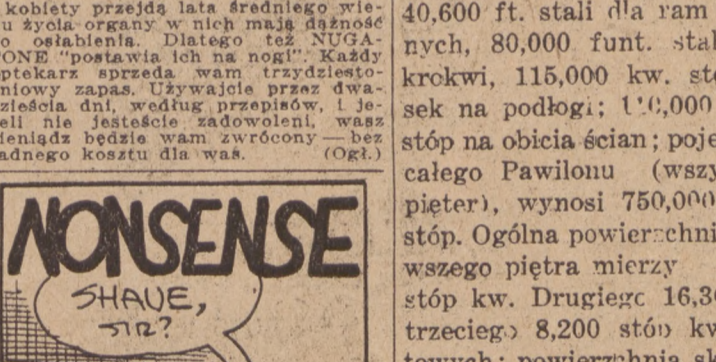 kobiety przejdą lata średniego wie-
u życia organy w nich mają dążność
o osłabienia. Dlatego też NUGA-
TONE "postawia ich na nogi". Każdy
ptekarz sprzeda wam trzydziesto-
niowy zapas. Używajcie przez dwa-
zieścia dni, według przepisów, i je-
eli nie jesteście zadowoleni, wasz
ieniądz będzie wam zwrócony — bez
adnego kosztu dla was. (Ogł.)
NONSENSE
SHAVE,
SIR?
40,600 ft. stali dla ram
nych, 80,000 funt. stal
krokwi, 115,000 kw. stó
sek na podłogi;
stóp na obicia ścian; poje
całego Pawilonu (wszy
pięter), wynosi 750,000
stóp. Ogólna powierzchni
wszego piętra mierzy
stóp kw. Drugiego 16,3
trzeciego 8,200 stóp kw